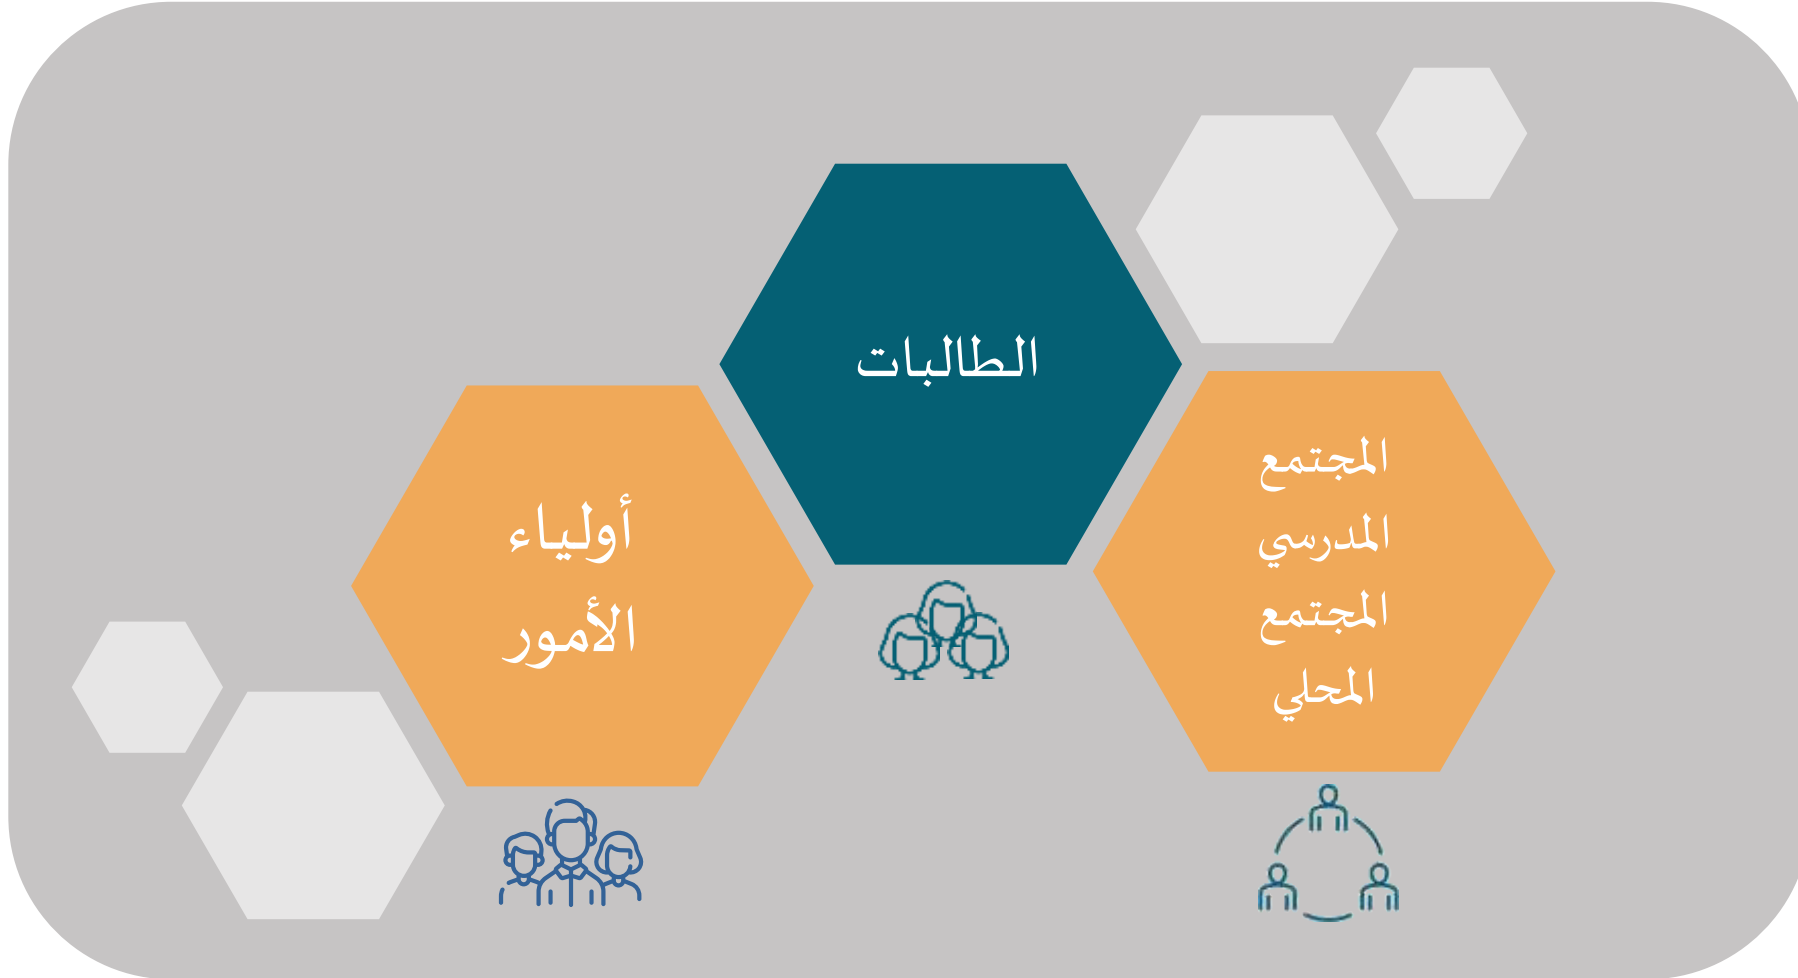 الطالبات
المجتمع
المدرسي
المجتمع
المحلي
أولياء
الأمور